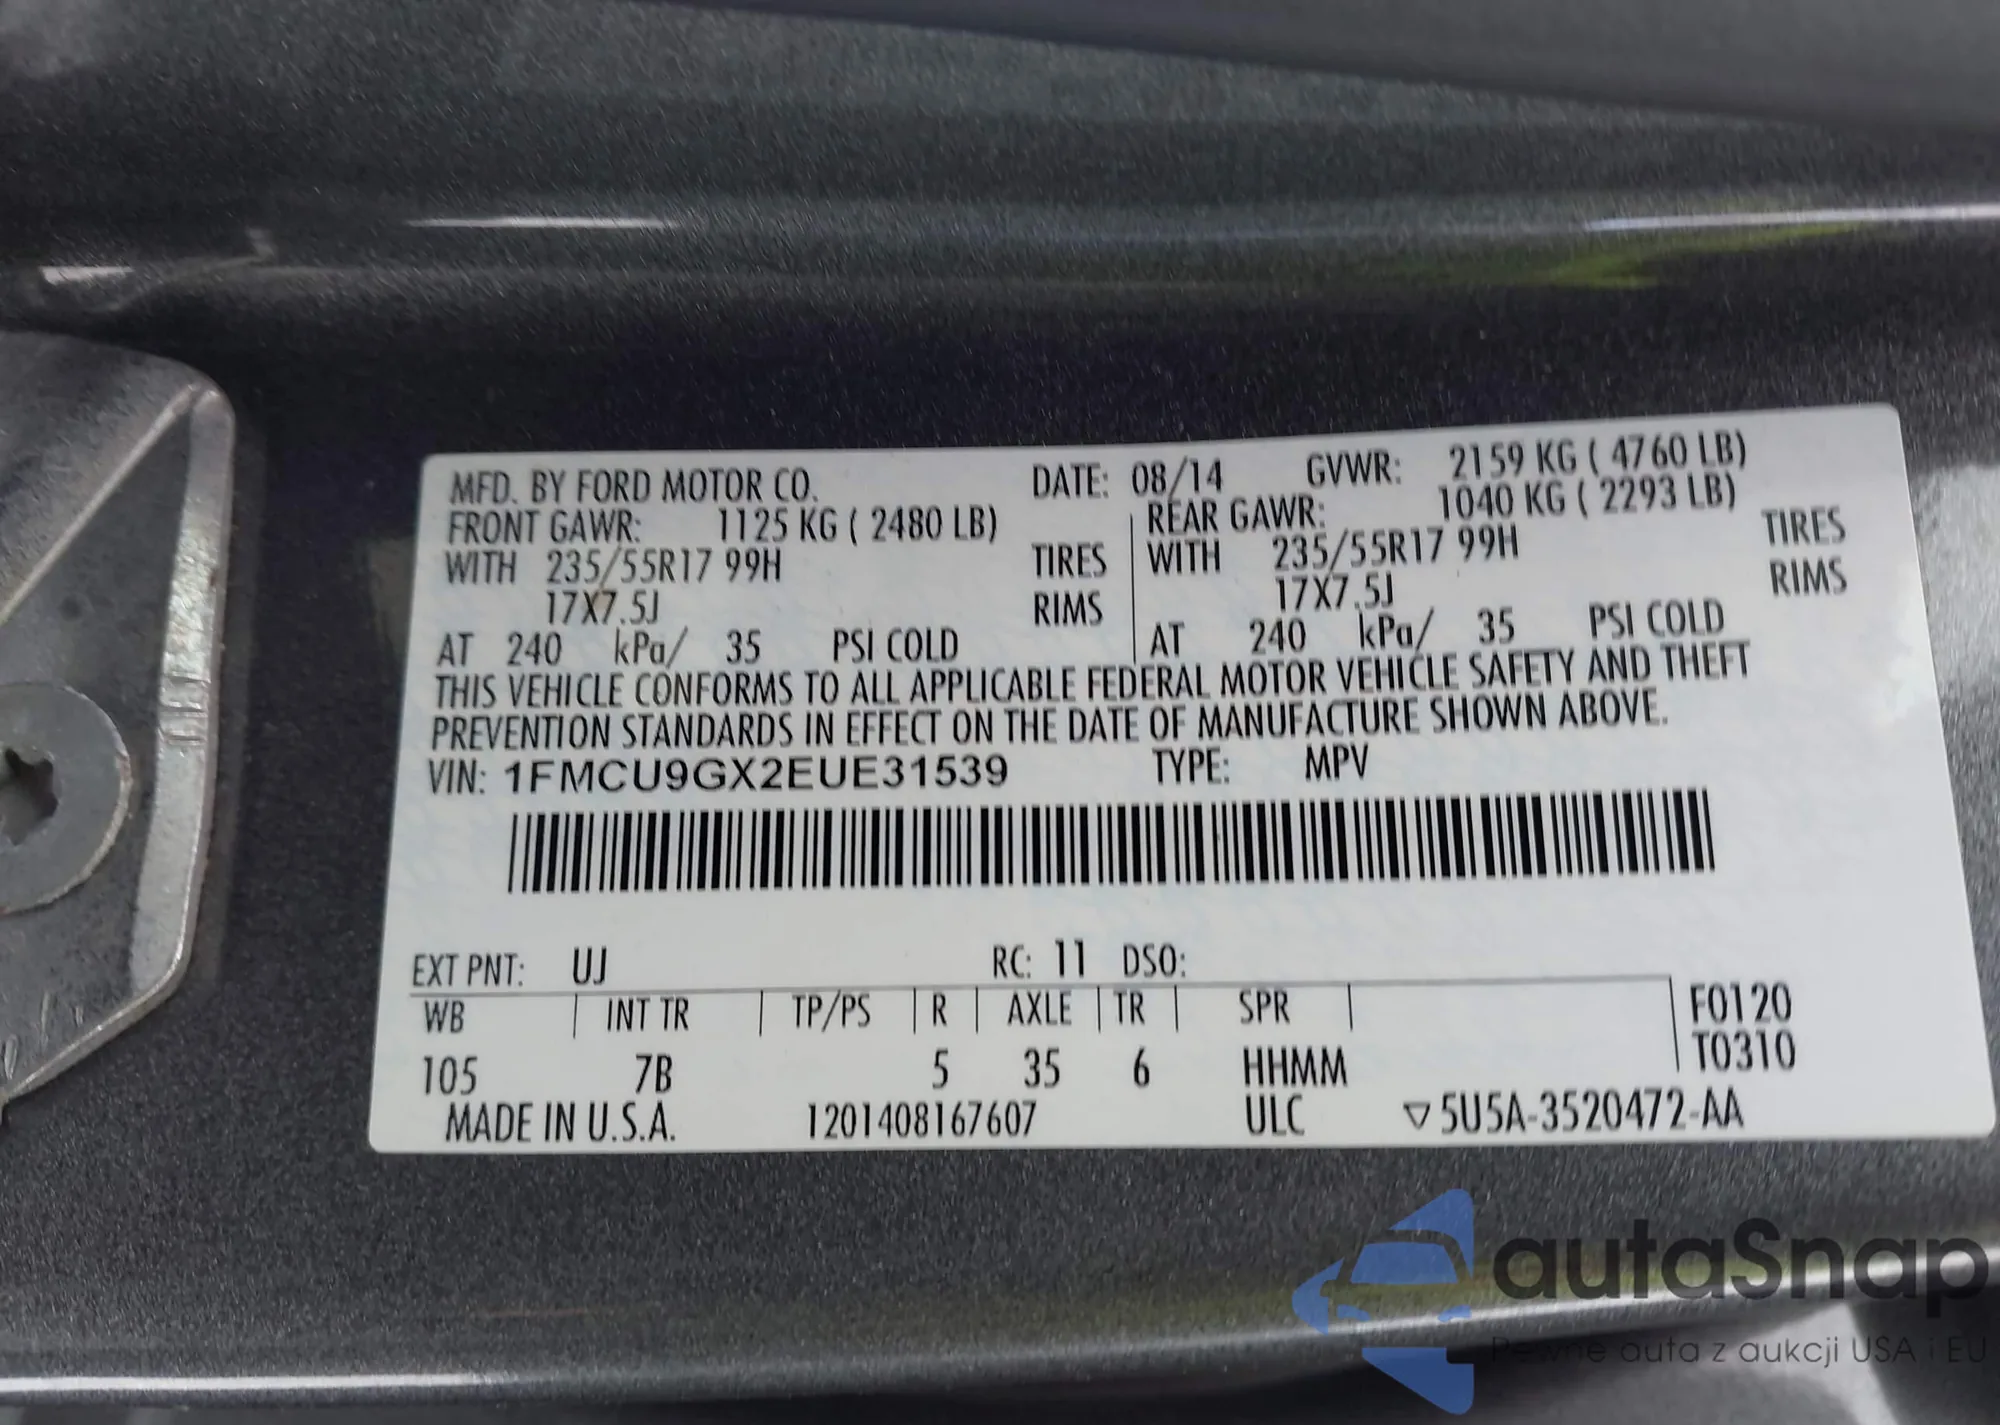 MFD. BY FORD MOTOR CO. DATE: 08/14 GVWR: 2159 KG ( 4760 LB)
FRONT GAWR: 1125 KG ( 2480 LB) REAR GAWR: 1040 KG ( 2293 LB)
WITH 235/55R17 99H TIRES WITH 235/55R17 99H TIRES
17X7.5J RIMS 17X7.5J RIMS
AT 240 kPa/ 35 PSI COLD AT 240 kPa/ 35 PSI COLD
THIS VEHICLE CONFORMS TO ALL APPLICABLE FEDERAL MOTOR VEHICLE SAFETY AND THEFT
PREVENTION STANDARDS IN EFFECT ON THE DATE OF MANUFACTURE SHOWN ABOVE.
VIN: 1FMCU9GX2EUE31539 TYPE: MPV
EXT PNT: UJ RC: 11 DSO:
WB INT TR TP/PS R AXLE TR SPR F0120
105 7B 5 35 6 HHMM T0310
MADE IN U.S.A. 1201408167607 ULC ▽5U5A-3520472-AA
autaSnap
Pewne auta z aukcji USA i EU